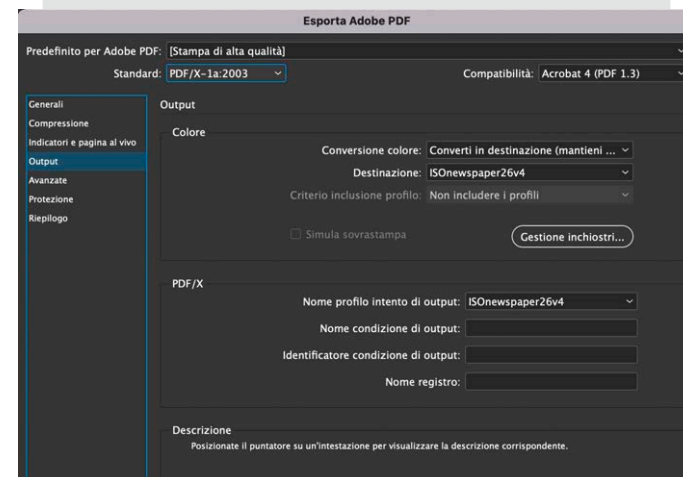 Esporta Adobe PDF
Predefinito per Adobe PDF: [Stampa di alta qualità]
Standard: PDF/X-1a:2003 Compatibilità: Acrobat 4 (PDF 1.3)
Generali
Compressione
Indicatori e pagina al vivo
Output
Avanzate
Protezione
Riepilogo
Output
Colore
Conversione colore: Converti in destinazione (mantieni ...
Destinazione: ISOnewspaper26v4
Criterio inclusione profilo: Non includere i profili
Simula sovrastampa Gestione inchiostri...
PDF/X
Nome profilo intento di output: ISOnewspaper26v4
Nome condizione di output:
Identificatore condizione di output:
Nome registro:
Descrizione
Posizionate il puntatore su un'intestazione per visualizzare la descrizione corrispondente.